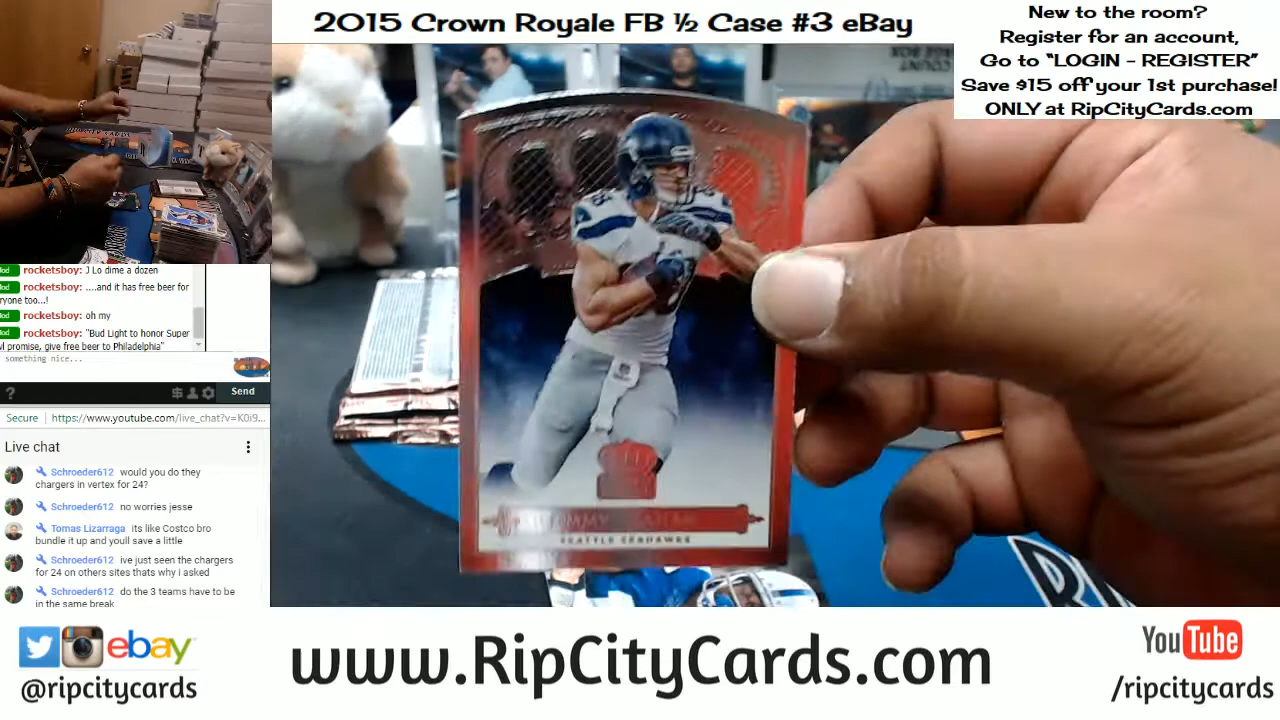 2015 Crown Royale FB ½ Case #3 eBay
New to the room?
Register for an account,
Go to "LOGIN - REGISTER"
Save $15 off your 1st purchase!
ONLY at RipCityCards.com
rocketsboy: J Lo dime a dozen
rocketsboy: ....and it has free beer for
ryone too...!
rocketsboy: oh my
rocketsboy: "Bud Light to honor Super
promise, give free beer to Philadelphia"
something nice...
? Send
Secure https://www.youtube.com/live_chat?v=K0i9...
Live chat
Schroeder612 would you do they
chargers in vertex for 24?
Schroeder612 no worries jesse
Tomas Lizarraga its like Costco bro
bundle it up and youll save a little
Schroeder612 ive just seen the
chargers for 24 on others sites thats why i asked
Schroeder612 do the 3 teams have to be
in the same break
SEATTLE SEAHAWKS
ebay
@ripcitycards
www.RipCityCards.com
YouTube
/ripcitycards